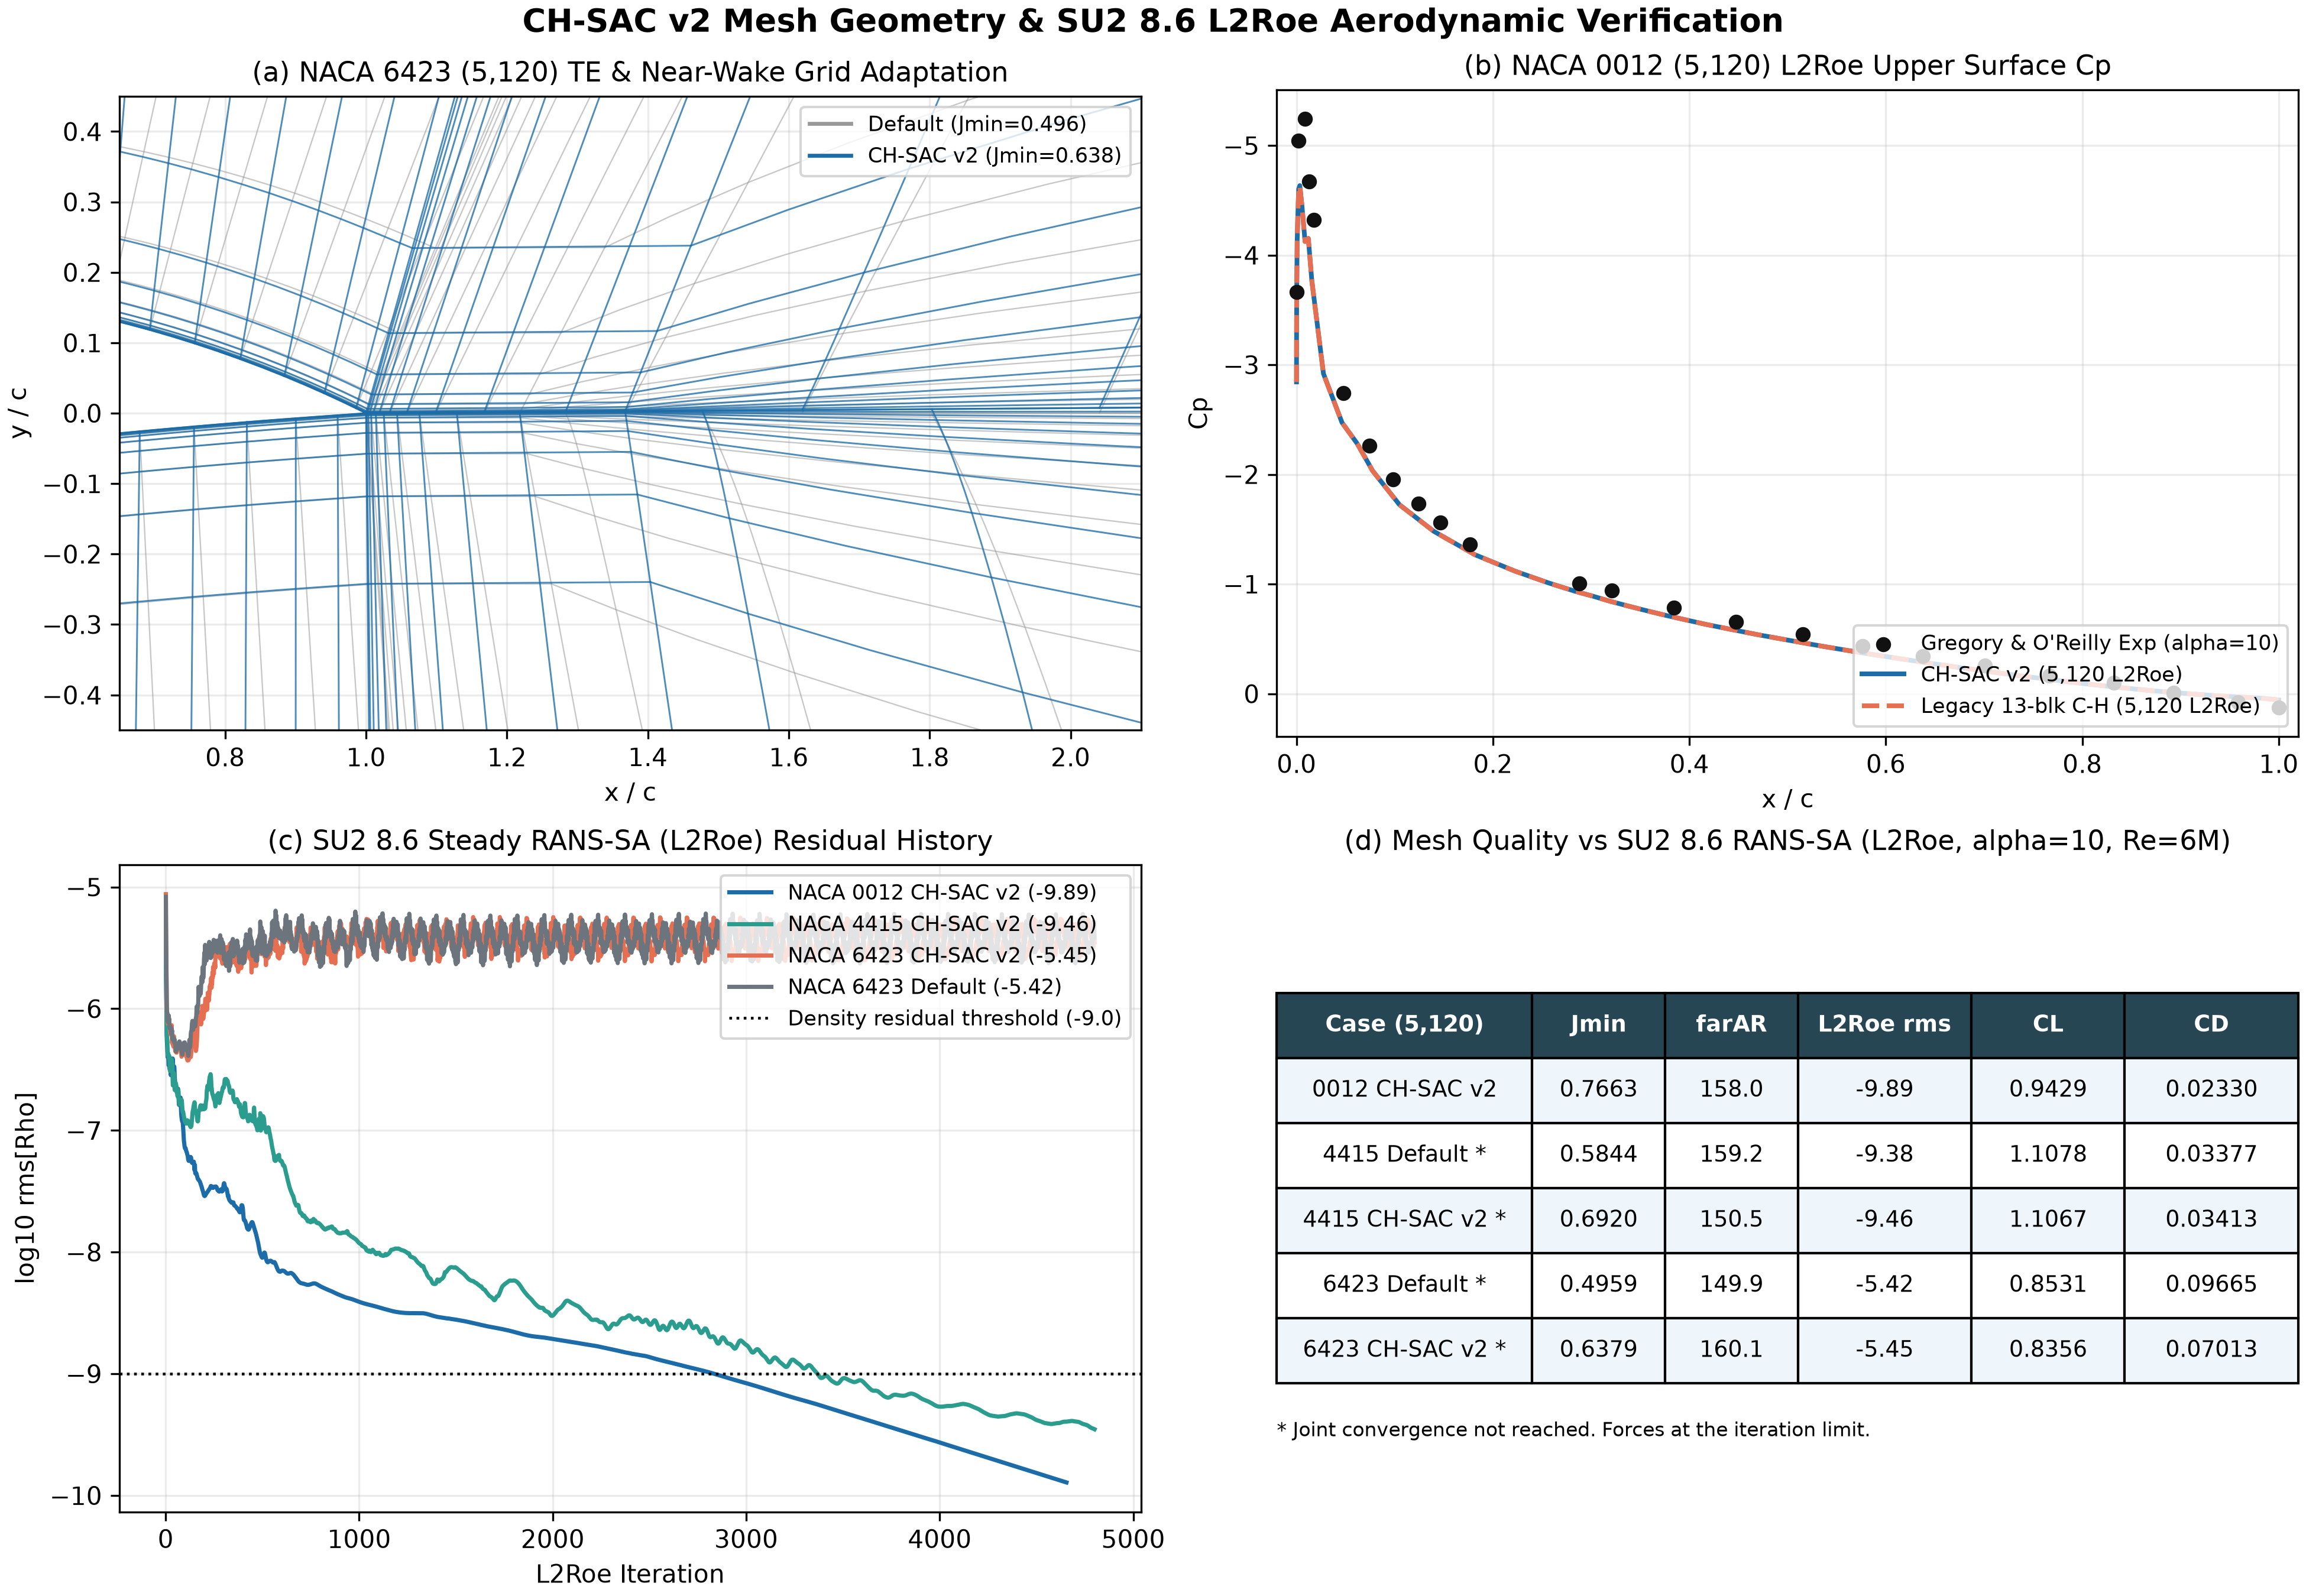 CH-SAC v2 Mesh Geometry & SU2 8.6 L2Roe Aerodynamic Verification
(a) NACA 6423 (5,120) TE & Near-Wake Grid Adaptation
Default (Jmin=0.496)
CH-SAC v2 (Jmin=0.638)
0.4
0.3
0.2
0.1
0.0
−0.1
−0.2
−0.3
−0.4
y / c
0.8 1.0 1.2 1.4 1.6 1.8 2.0
x / c
(b) NACA 0012 (5,120) L2Roe Upper Surface Cp
−5
−4
−3
−2
−1
0
Cp
Gregory & O'Reilly Exp (alpha=10)
CH-SAC v2 (5,120 L2Roe)
Legacy 13-blk C-H (5,120 L2Roe)
0.0 0.2 0.4 0.6 0.8 1.0
x / c
(c) SU2 8.6 Steady RANS-SA (L2Roe) Residual History
NACA 0012 CH-SAC v2 (-9.89)
NACA 4415 CH-SAC v2 (-9.46)
NACA 6423 CH-SAC v2 (-5.45)
NACA 6423 Default (-5.42)
Density residual threshold (-9.0)
−5
−6
−7
−8
−9
−10
log10 rms[Rho]
0 1000 2000 3000 4000 5000
L2Roe Iteration
(d) Mesh Quality vs SU2 8.6 RANS-SA (L2Roe, alpha=10, Re=6M)
Case (5,120) Jmin farAR L2Roe rms CL CD
0012 CH-SAC v2 0.7663 158.0 -9.89 0.9429 0.02330
4415 Default * 0.5844 159.2 -9.38 1.1078 0.03377
4415 CH-SAC v2 * 0.6920 150.5 -9.46 1.1067 0.03413
6423 Default * 0.4959 149.9 -5.42 0.8531 0.09665
6423 CH-SAC v2 * 0.6379 160.1 -5.45 0.8356 0.07013
* Joint convergence not reached. Forces at the iteration limit.